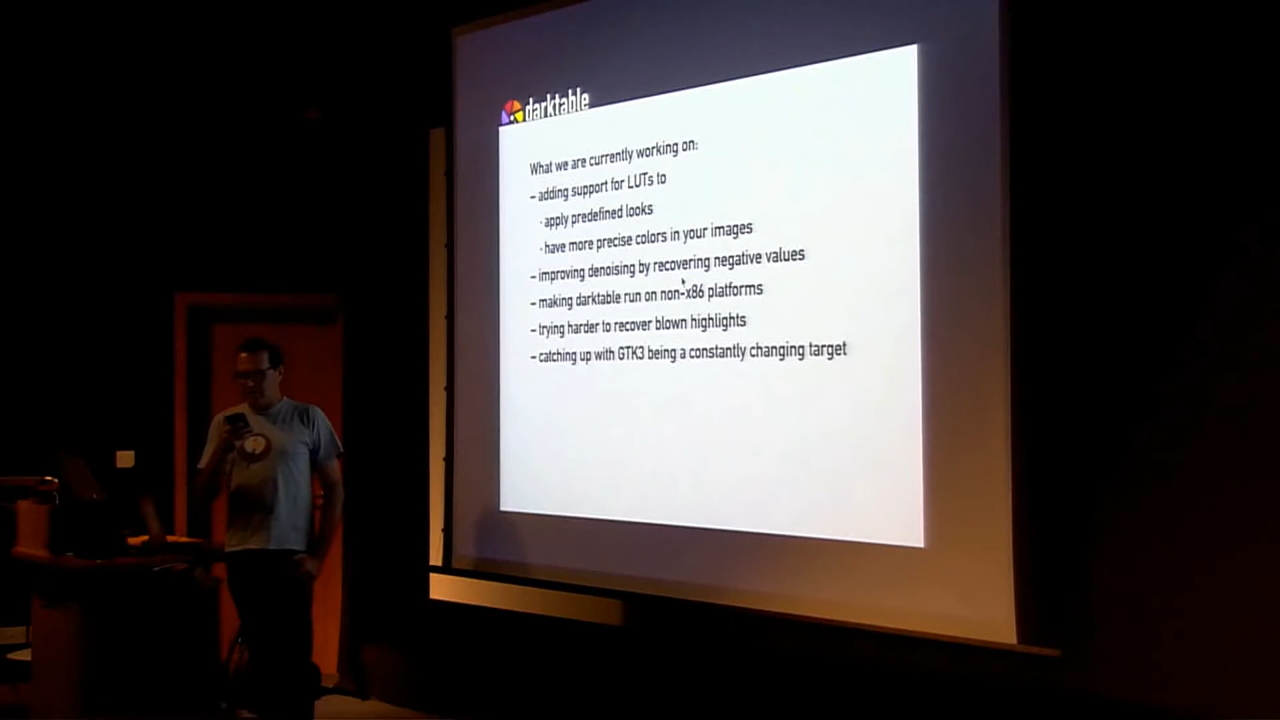 darktable
What we are currently working on:
– adding support for LUTs to
· apply predefined looks
· have more precise colors in your images
– improving denoising by recovering negative values
– making darktable run on non-x86 platforms
– trying harder to recover blown highlights
– catching up with GTK3 being a constantly changing target